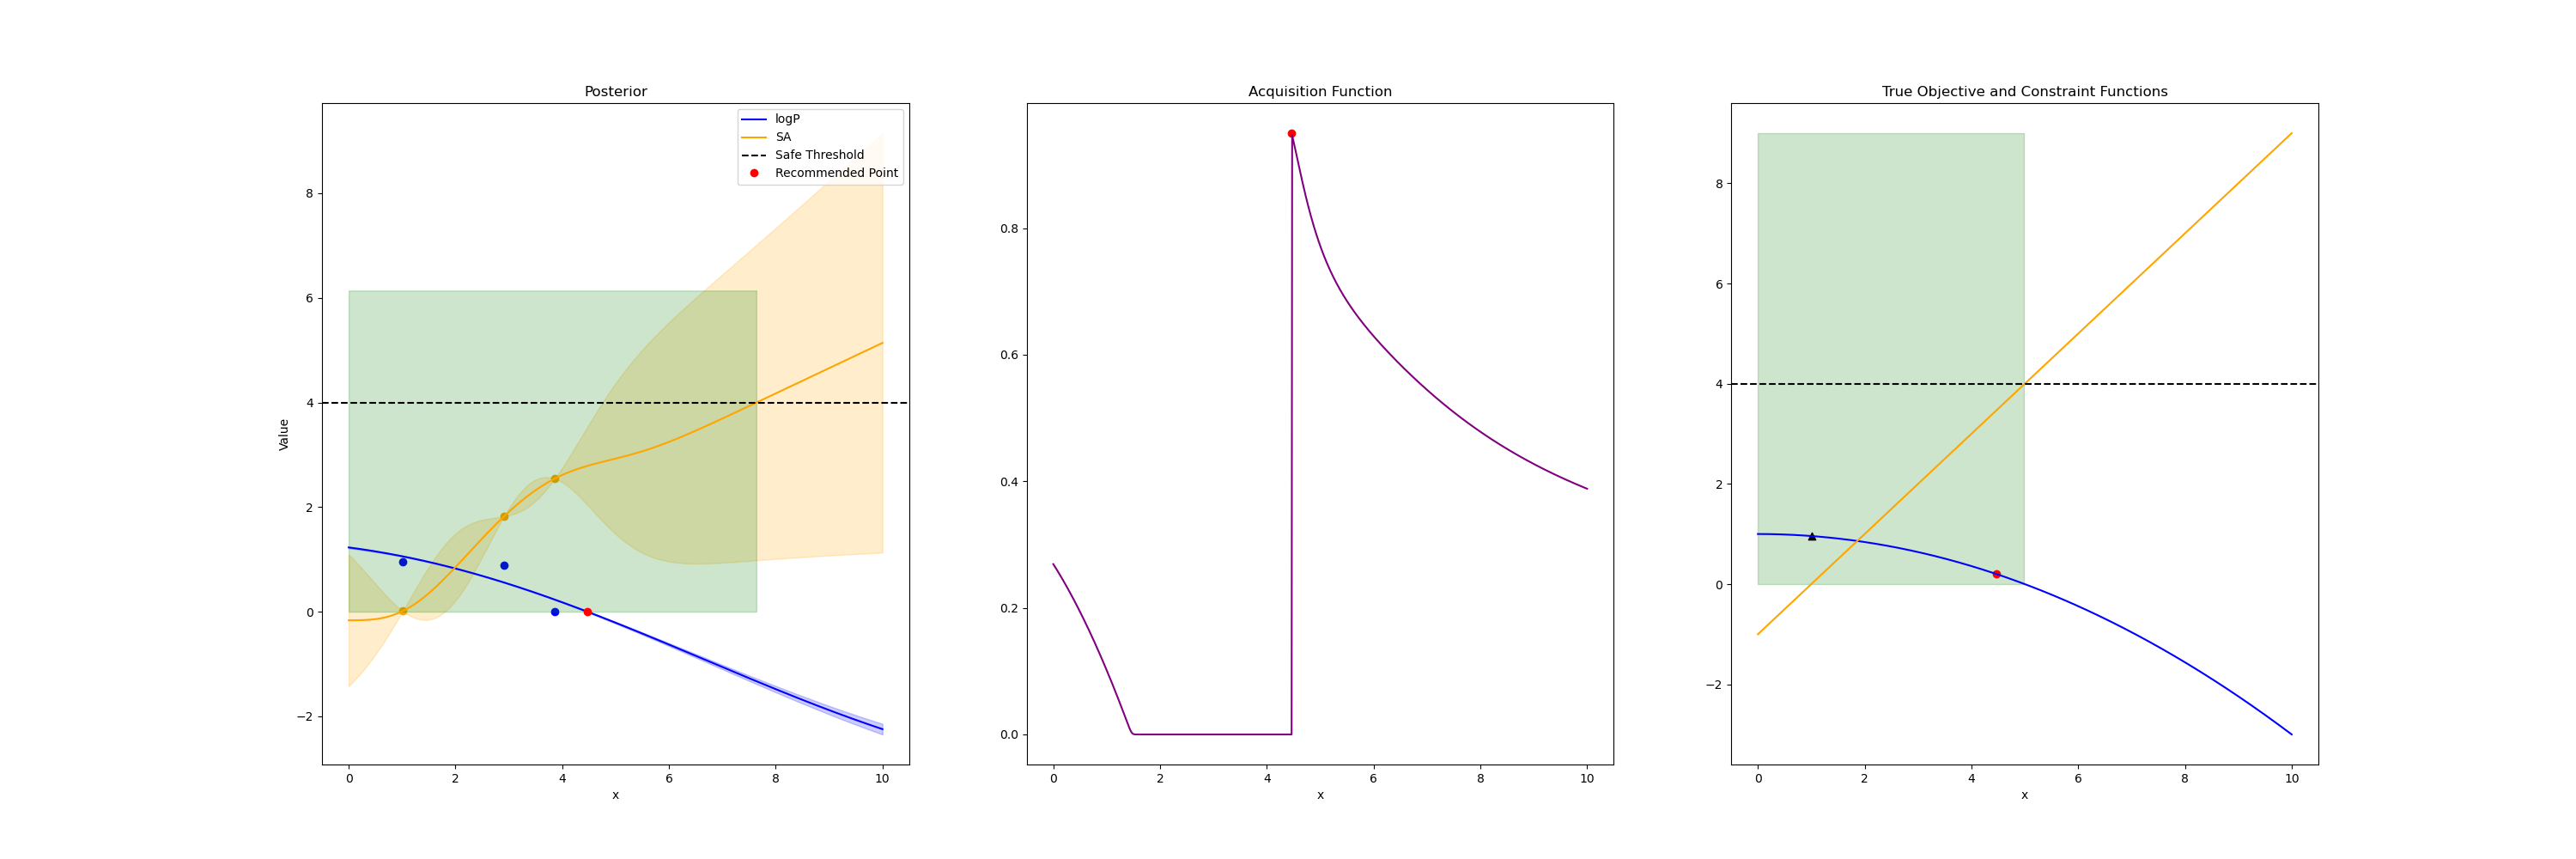 Posterior
logP
SA
Safe Threshold
Recommended Point
8
6
4
2
0
−2
Value
0 2 4 6 8 10
x
Acquisition Function
0.8
0.6
0.4
0.2
0.0
0 2 4 6 8 10
x
True Objective and Constraint Functions
8
6
4
2
0
−2
0 2 4 6 8 10
x